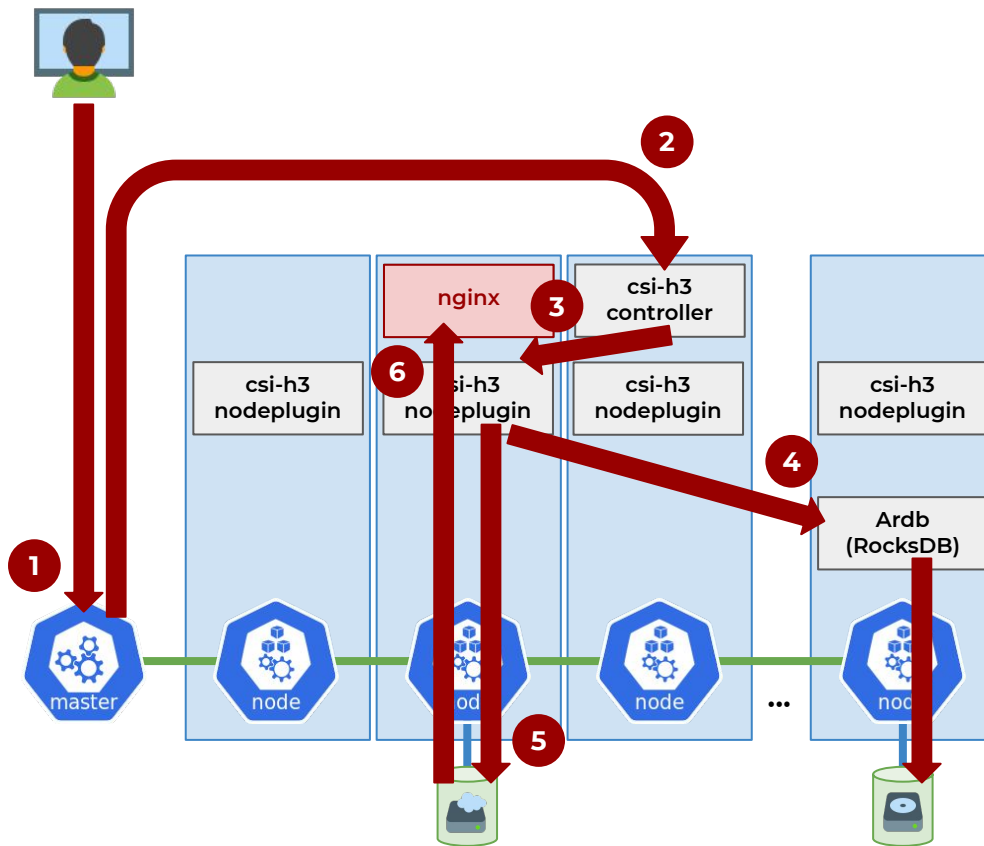 2
nginx
3
csi-h3
controller
6
csi-h3
nodeplugin
csi-h3
nodeplugin
csi-h3
nodeplugin
csi-h3
nodeplugin
4
Ardb
(RocksDB)
1
master
node
node
node
...
node
5